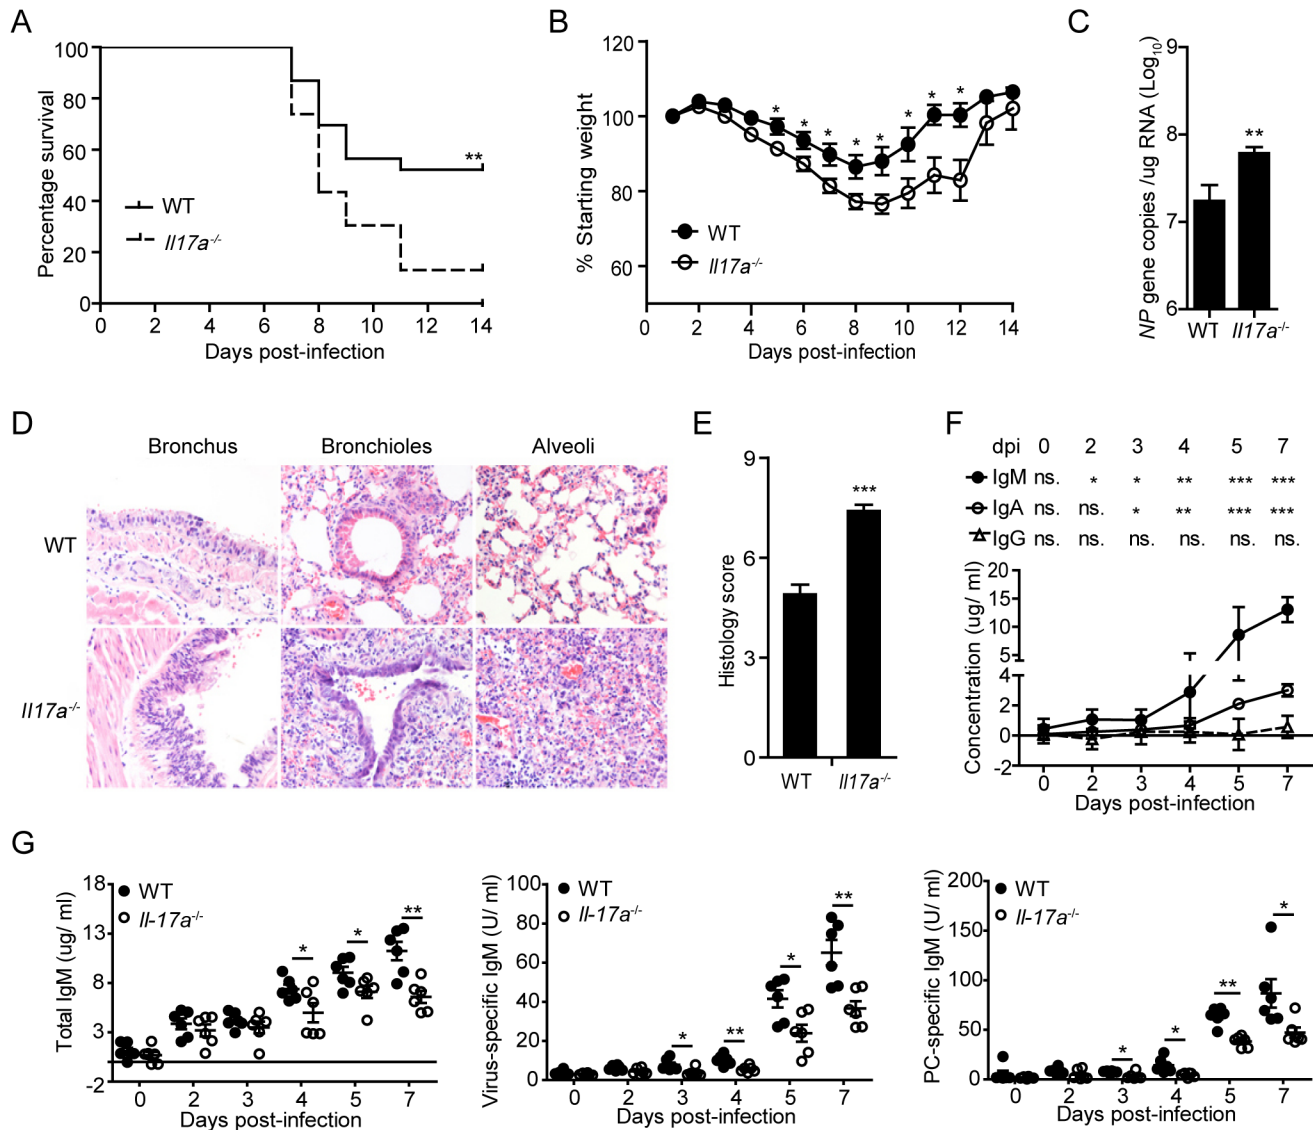 A
Percentage survival
100
80
60
40
20
0
**
WT
Il17a-/-
0 2 4 6 8 10 12 14
Days post-infection
B
% Starting weight
120
100
80
60
* * * * * * * *
WT
Il17a-/-
0 2 4 6 8 10 12 14
Days post-infection
C
NP gene copies /ug RNA (Log10)
9
8
7
6
**
WT Il17a-/-
D
Bronchus Bronchioles Alveoli
WT
Il17a-/-
E
Histology score
9
6
3
0
***
WT Il17a-/-
F
dpi 0 2 3 4 5 7
IgM ns. * * ** *** ***
IgA ns. ns. * ** *** ***
IgG ns. ns. ns. ns. ns. ns.
Concentration (ug/ ml)
20
15
10
5
4
2
0
-2
0 2 3 4 5 7
Days post-infection
G
Total IgM (ug/ ml)
18
13
8
3
-2
WT
Il-17a-/-
* * **
0 2 3 4 5 7
Days post-infection
Virus-specific IgM (U/ ml)
100
80
60
40
20
0
WT
Il-17a-/-
* ** * **
0 2 3 4 5 7
Days post-infection
PC-specific IgM (U/ ml)
200
150
100
50
0
WT
Il-17a-/-
* * ** *
0 2 3 4 5 7
Days post-infection